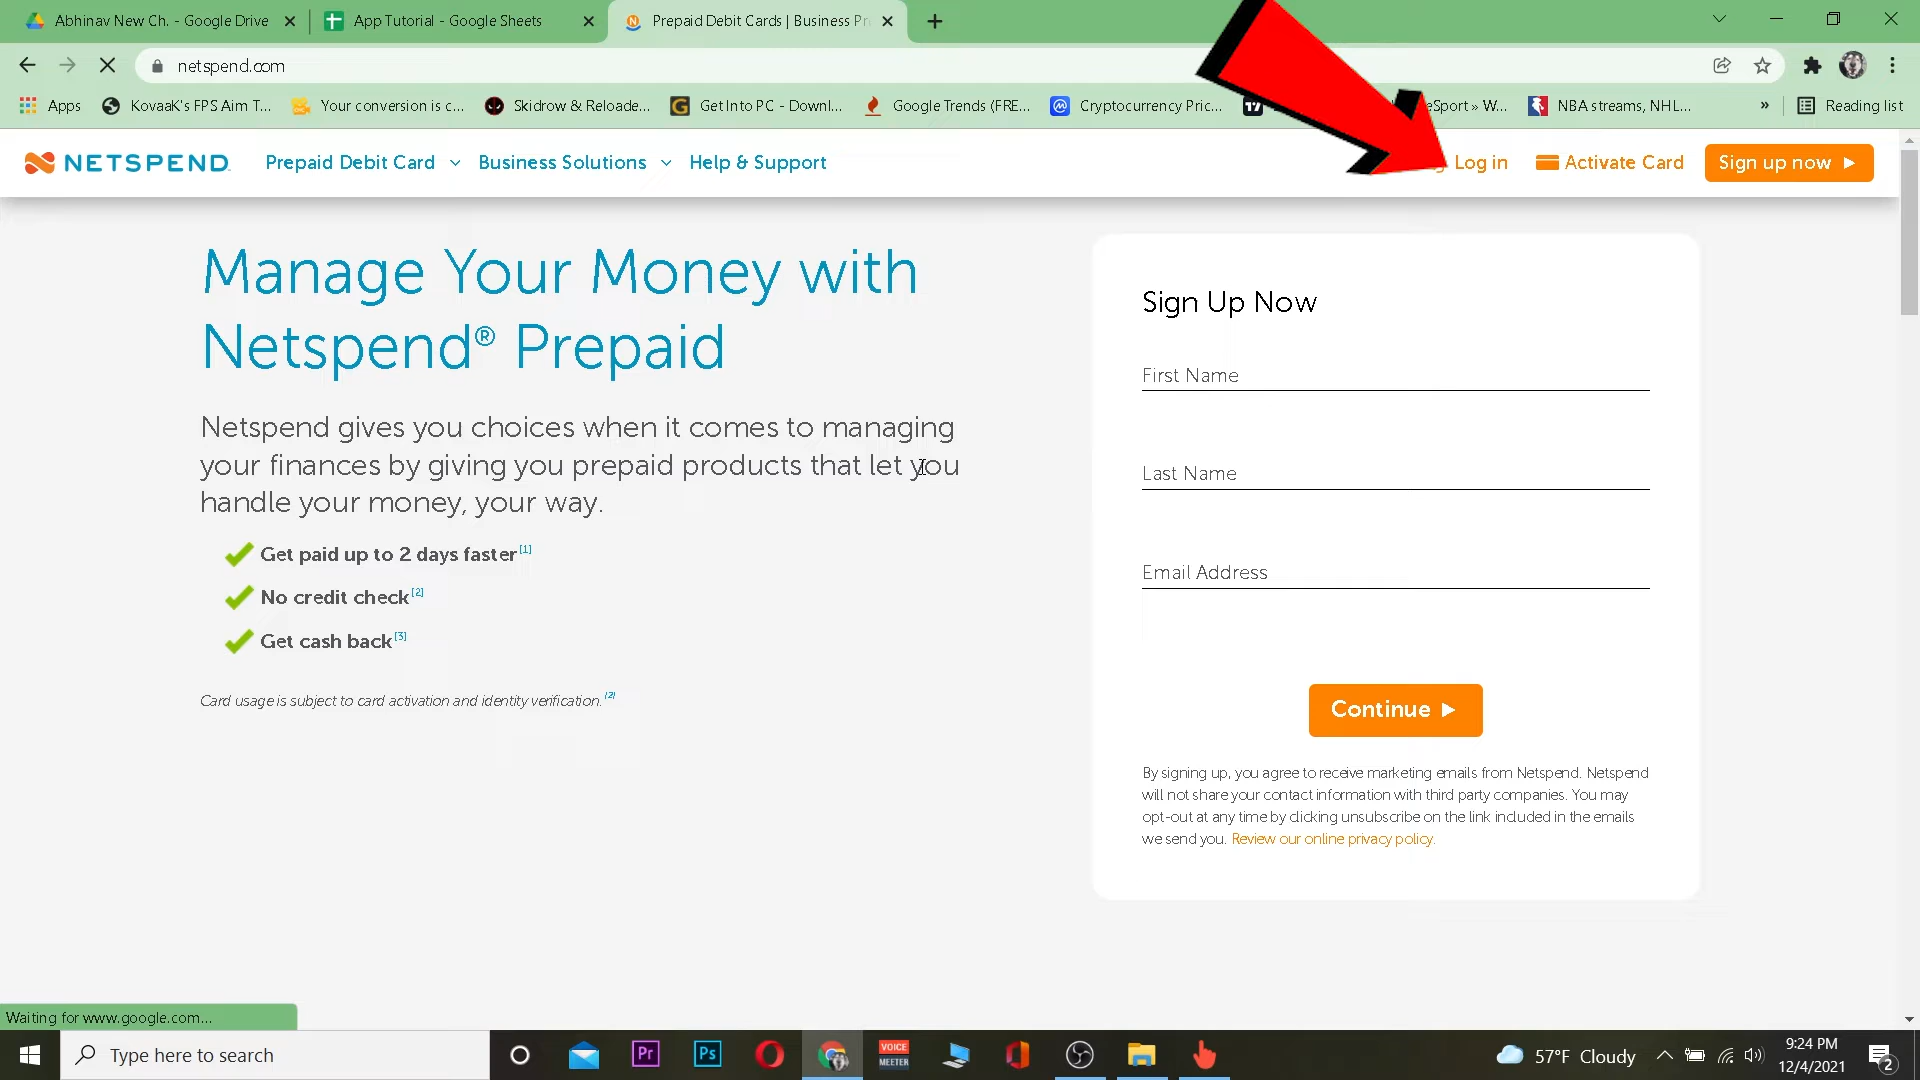 Abhinav New Ch. - Google Drive
App Tutorial - Google Sheets
Prepaid Debit Cards | Business Pr
netspend.com
Apps
KovaaK's FPS Aim T...
Your conversion is c...
Skidrow & Reloade...
Get Into PC - Downl...
Google Trends (FRE...
Cryptocurrency Pric...
eSport » W...
NBA streams, NHL...
»
Reading list
NETSPEND
Prepaid Debit Card
Business Solutions
Help & Support
Log in
Activate Card
Sign up now
Manage Your Money with
Netspend® Prepaid
Netspend gives you choices when it comes to managing
your finances by giving you prepaid products that let you
handle your money, your way.
Get paid up to 2 days faster[1]
No credit check[2]
Get cash back[3]
Card usage is subject to card activation and identity verification.[2]
Sign Up Now
First Name
Last Name
Email Address
Continue
By signing up, you agree to receive marketing emails from Netspend. Netspend
will not share your contact information with third party companies. You may
opt-out at any time by clicking unsubscribe on the link included in the emails
we send you. Review our online privacy policy.
Waiting for www.google.com...
Type here to search
Pr
Ps
VOICE
MEETER
57°F Cloudy
9:24 PM
12/4/2021
2